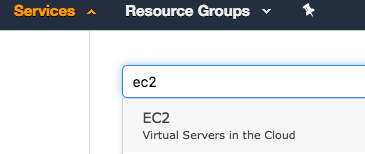 Services Resource Groups
ec2
EC2
Virtual Servers in the Cloud